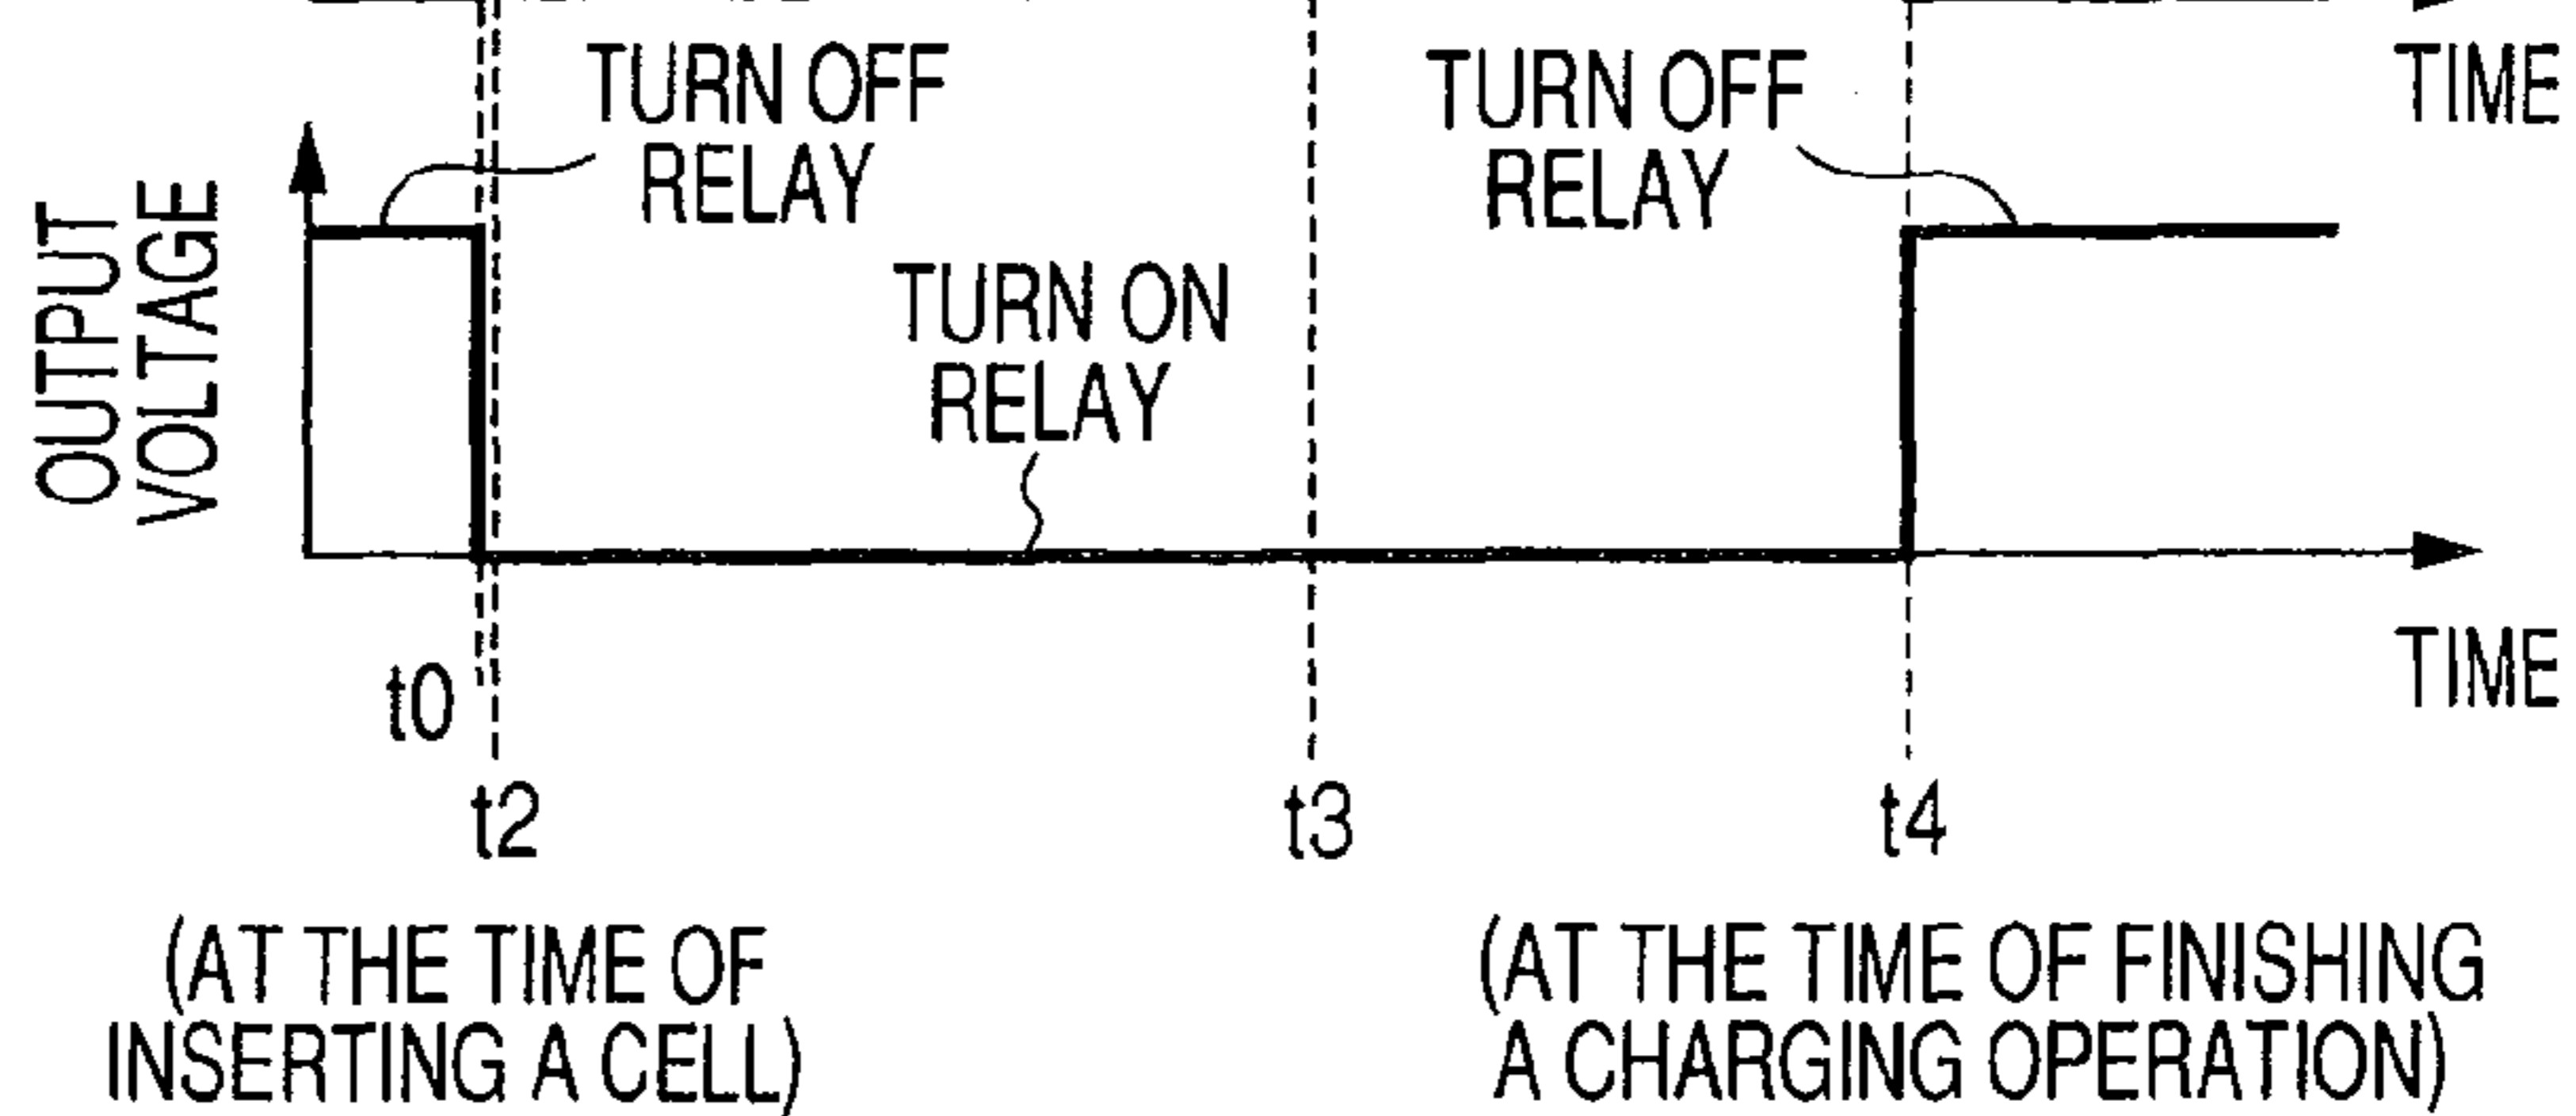 TIME
TURN OFF
RELAY
TURN OFF
RELAY
OUTPUT
VOLTAGE
TURN ON
RELAY
TIME
t0
t2
t3
t4
(AT THE TIME OF
INSERTING A CELL)
(AT THE TIME OF FINISHING
A CHARGING OPERATION)